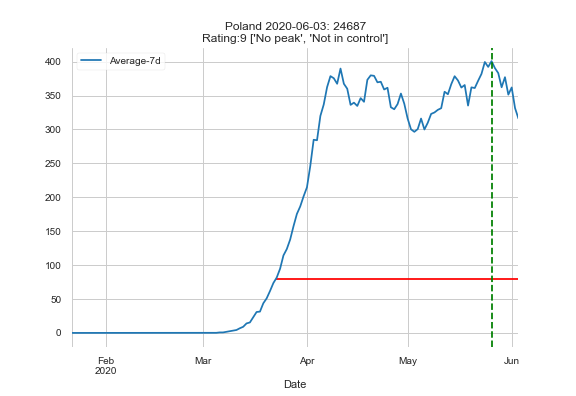 Poland 2020-06-03: 24687
Rating:9 ['No peak', 'Not in control']
Average-7d
400
350
300
250
200
150
100
50
0
Feb
2020
Mar
Apr
May
Jun
Date